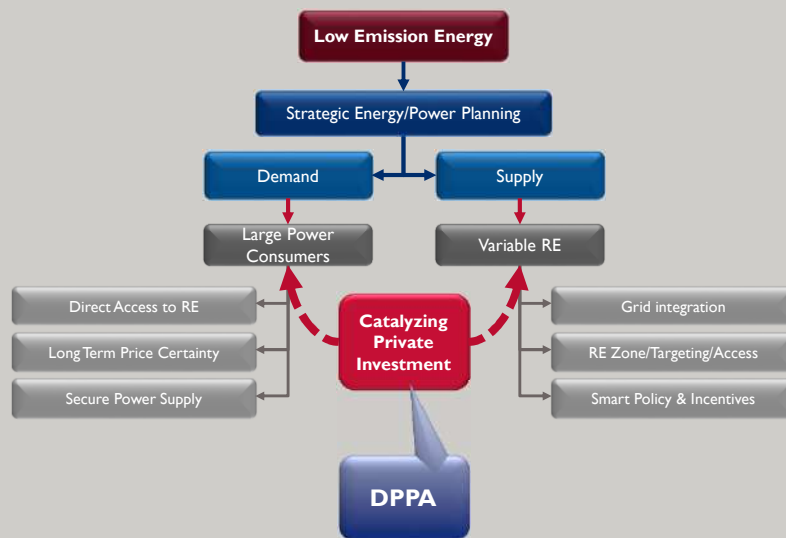 Low Emission Energy
Strategic Energy/Power Planning
Demand
Supply
Large Power
Consumers
Variable RE
Direct Access to RE
Long Term Price Certainty
Secure Power Supply
Catalyzing
Private
Investment
Grid integration
RE Zone/Targeting/Access
Smart Policy & Incentives
DPPA